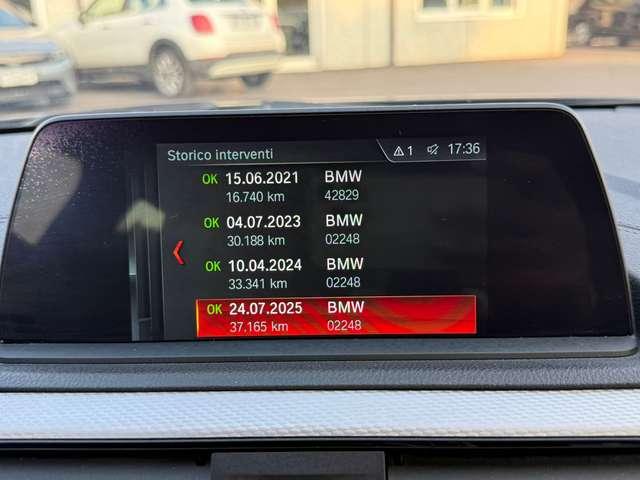 Storico interventi 1 17:36
OK 15.06.2021 BMW
16.740 km 42829
OK 04.07.2023 BMW
30.188 km 02248
OK 10.04.2024 BMW
33.341 km 02248
OK 24.07.2025 BMW
37.165 km 02248